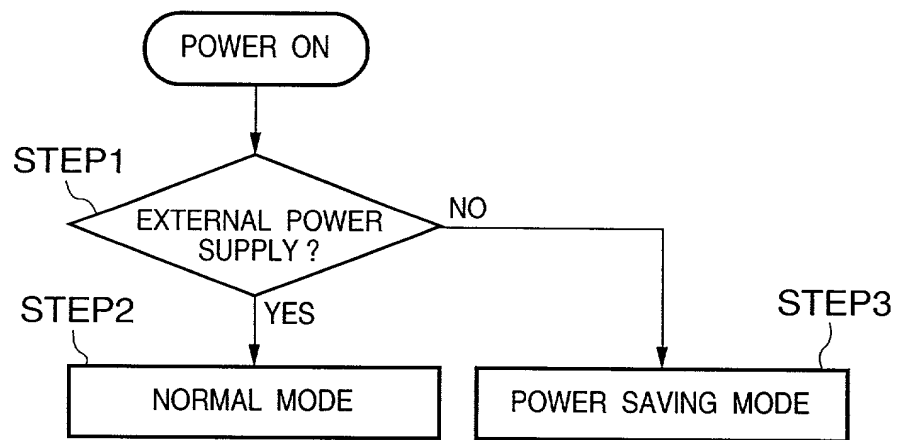 POWER ON
STEP1
EXTERNAL POWER
SUPPLY ?
NO
YES
STEP2
NORMAL MODE
STEP3
POWER SAVING MODE